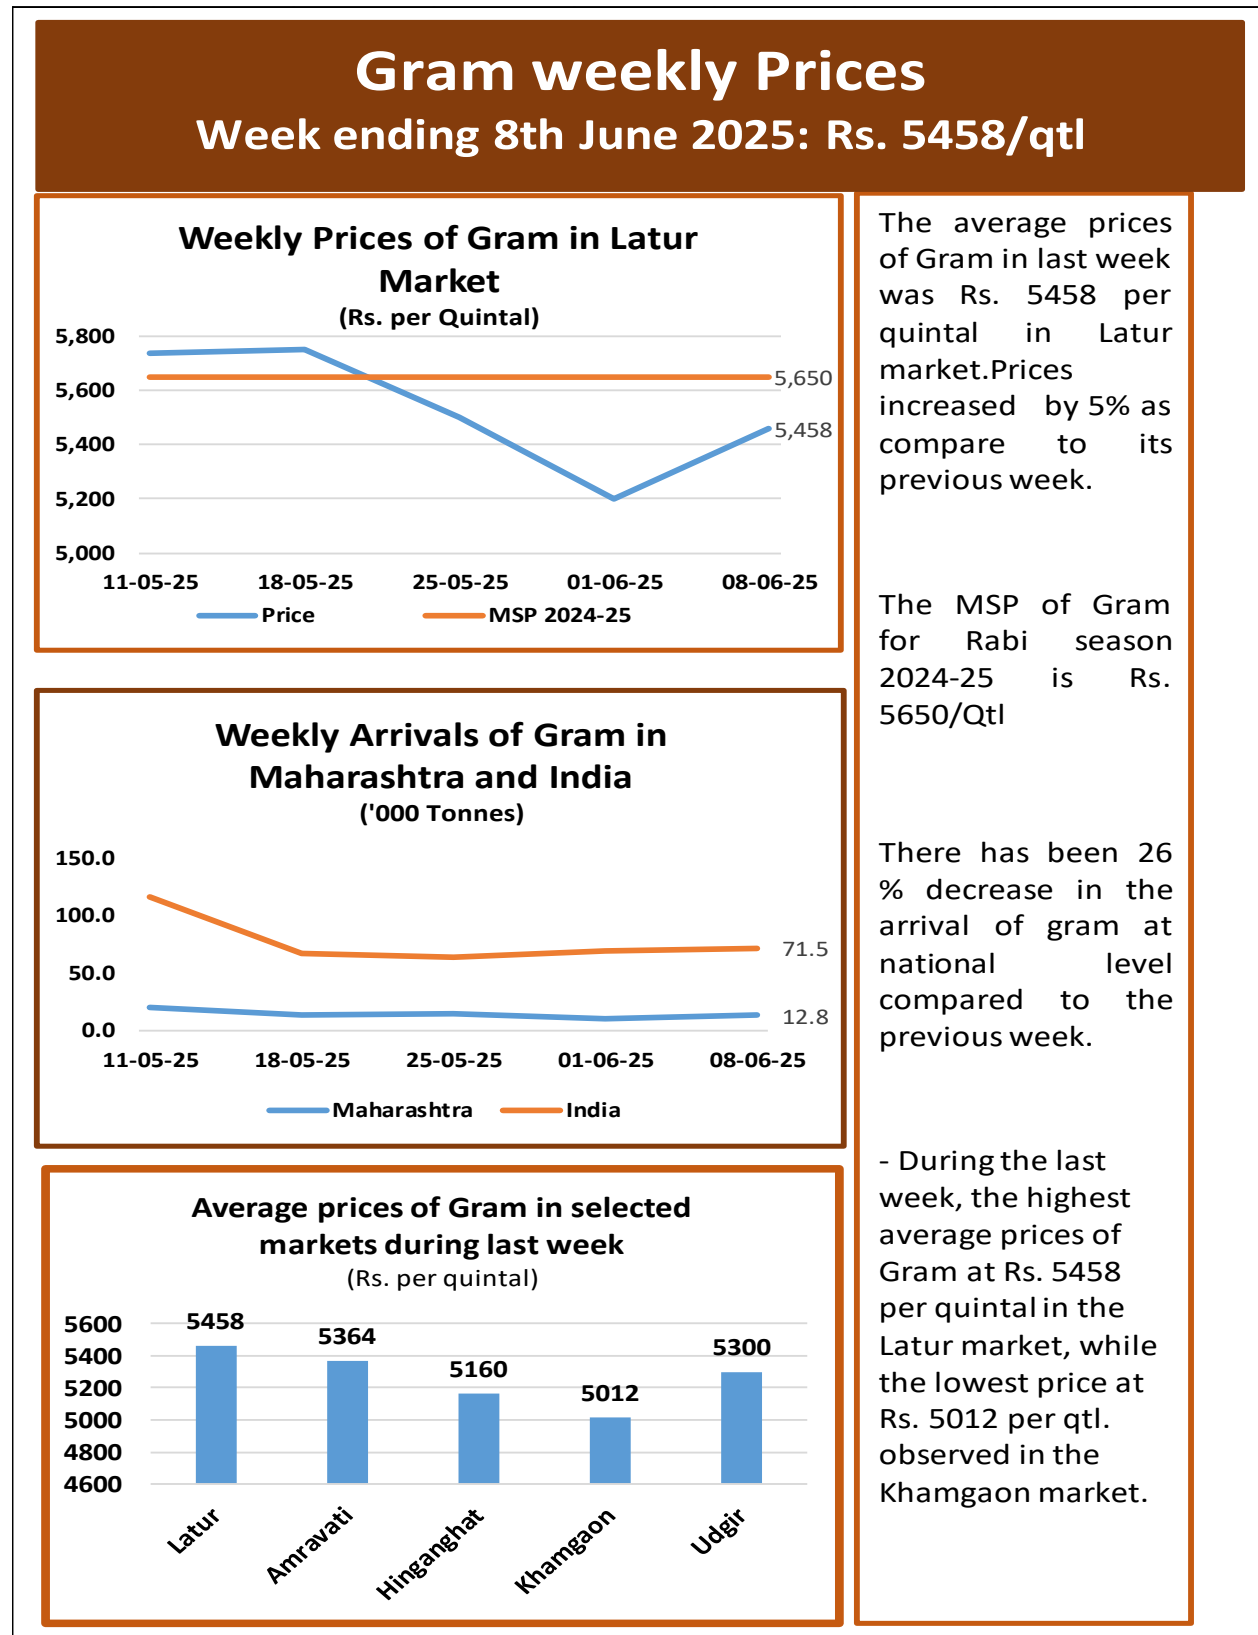 Gram weekly Prices
Week ending 8th June 2025: Rs. 5458/qtl
Weekly Prices of Gram in Latur
Market
(Rs. per Quintal)
5,800
5,600
5,400
5,200
5,000
5,650
5,458
11-05-25 18-05-25 25-05-25 01-06-25 08-06-25
Price MSP 2024-25
Weekly Arrivals of Gram in
Maharashtra and India
('000 Tonnes)
150.0
100.0
50.0
0.0
71.5
12.8
11-05-25 18-05-25 25-05-25 01-06-25 08-06-25
Maharashtra India
Average prices of Gram in selected
markets during last week
(Rs. per quintal)
5600
5400
5200
5000
4800
4600
5458
5364
5160
5012
5300
Latur
Amravati
Hinganghat
Khamgaon
Udgir
The average prices
of Gram in last week
was Rs. 5458 per
quintal in Latur
market.Prices
increased by 5% as
compare to its
previous week.
The MSP of Gram
for Rabi season
2024-25 is Rs.
5650/Qtl
There has been 26
% decrease in the
arrival of gram at
national level
compared to the
previous week.
- During the last
week, the highest
average prices of
Gram at Rs. 5458
per quintal in the
Latur market, while
the lowest price at
Rs. 5012 per qtl.
observed in the
Khamgaon market.